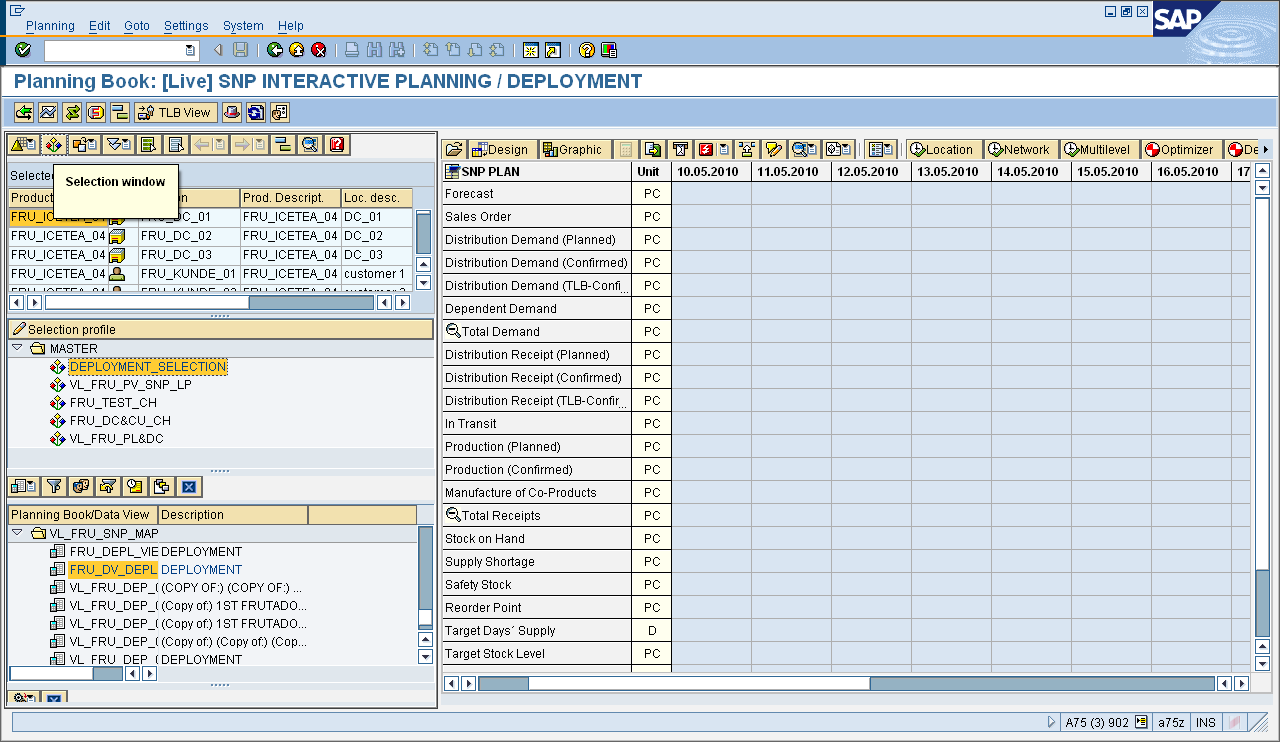 Planning Edit Goto Settings System Help
SAP
Planning Book: [Live] SNP INTERACTIVE PLANNING / DEPLOYMENT
TLB View
Selection window
Design Graphic Location Network Multilevel Optimizer
Produc Prod. Descript. Loc. desc.
DC_01 FRU_ICETEA_04 DC_01
FRU_ICETEA_04 FRU_DC_02 FRU_ICETEA_04 DC_02
FRU_ICETEA_04 FRU_DC_03 FRU_ICETEA_04 DC_03
FRU_ICETEA_04 FRU_KUNDE_01 FRU_ICETEA_04 customer 1
Selection profile
MASTER
DEPLOYMENT_SELECTION
VL_FRU_PV_SNP_LP
FRU_TEST_CH
FRU_DC&CU_CH
VL_FRU_PL&DC
Planning Book/Data View Description
VL_FRU_SNP_MAP
FRU_DEPL_VIE DEPLOYMENT
FRU_DV_DEPL DEPLOYMENT
VL_FRU_DEP_( (COPY OF:) (COPY OF:) ...
VL_FRU_DEP_( (Copy of:) 1ST FRUTADO...
VL_FRU_DEP_( (Copy of:) 1ST FRUTADO...
VL_FRU_DEP_( (Copy of:) (Copy of:) (Cop...
VL_FRU_DEP_( DEPLOYMENT
SNP PLAN Unit 10.05.2010 11.05.2010 12.05.2010 13.05.2010 14.05.2010 15.05.2010 16.05.2010 17
Forecast PC
Sales Order PC
Distribution Demand (Planned) PC
Distribution Demand (Confirmed) PC
Distribution Demand (TLB-Confi... PC
Dependent Demand PC
Total Demand PC
Distribution Receipt (Planned) PC
Distribution Receipt (Confirmed) PC
Distribution Receipt (TLB-Confir... PC
In Transit PC
Production (Planned) PC
Production (Confirmed) PC
Manufacture of Co-Products PC
Total Receipts PC
Stock on Hand PC
Supply Shortage PC
Safety Stock PC
Reorder Point PC
Target Days´ Supply D
Target Stock Level PC
A75 (3) 902 a75z INS